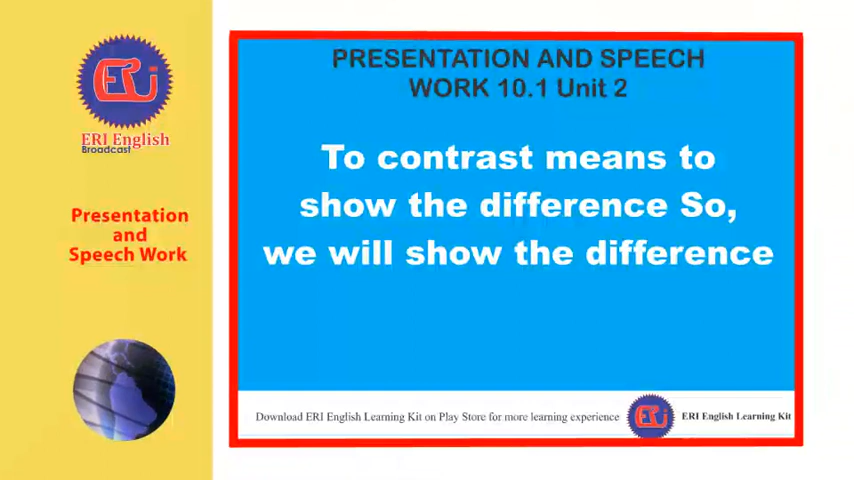 ERi
ERI English
Broadcast
Presentation
and
Speech Work
PRESENTATION AND SPEECH
WORK 10.1 Unit 2
To contrast means to
show the difference So,
we will show the difference
Download ERI English Learning Kit on Play Store for more learning experience
ERi
ERI English Learning Kit